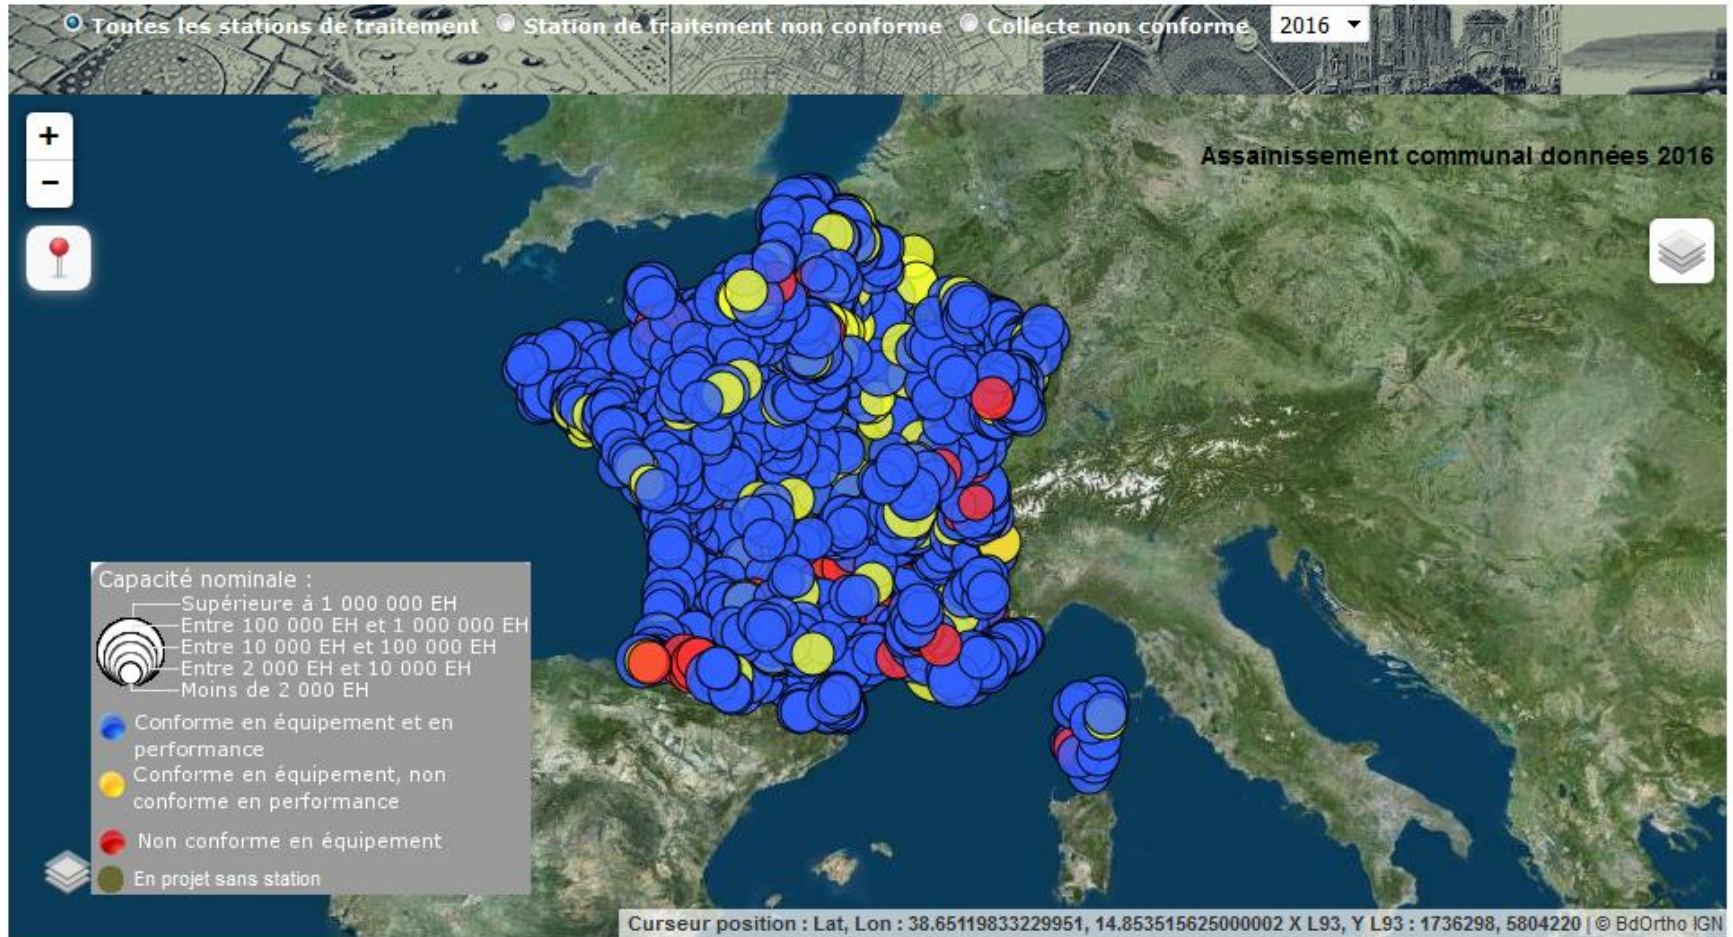 Toutes les stations de traitement Station de traitement non conforme Collecte non conforme 2016
+
−
Assainissement communal données 2016
Capacité nominale :
Supérieure à 1 000 000 EH
Entre 100 000 EH et 1 000 000 EH
Entre 10 000 EH et 100 000 EH
Entre 2 000 EH et 10 000 EH
Moins de 2 000 EH
Conforme en équipement et en
performance
Conforme en équipement, non
conforme en performance
Non conforme en équipement
En projet sans station
Curseur position : Lat, Lon : 38.65119833229951, 14.853515625000002 X L93, Y L93 : 1736298, 5804220 | © BdOrtho IGN